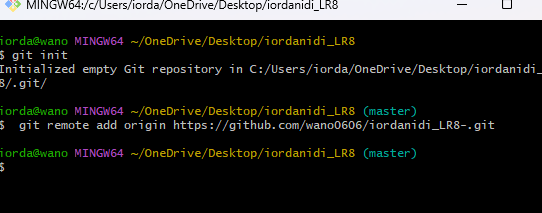 MINGW64:/c/Users/iorda/OneDrive/Desktop/iordanidi_LR8
iorda@wano MINGW64 ~/OneDrive/Desktop/iordanidi_LR8
$ git init
Initialized empty Git repository in C:/Users/iorda/OneDrive/Desktop/iordanidi_
8/.git/
iorda@wano MINGW64 ~/OneDrive/Desktop/iordanidi_LR8 (master)
$  git remote add origin https://github.com/wano0606/iordanidi_LR8-.git
iorda@wano MINGW64 ~/OneDrive/Desktop/iordanidi_LR8 (master)
$